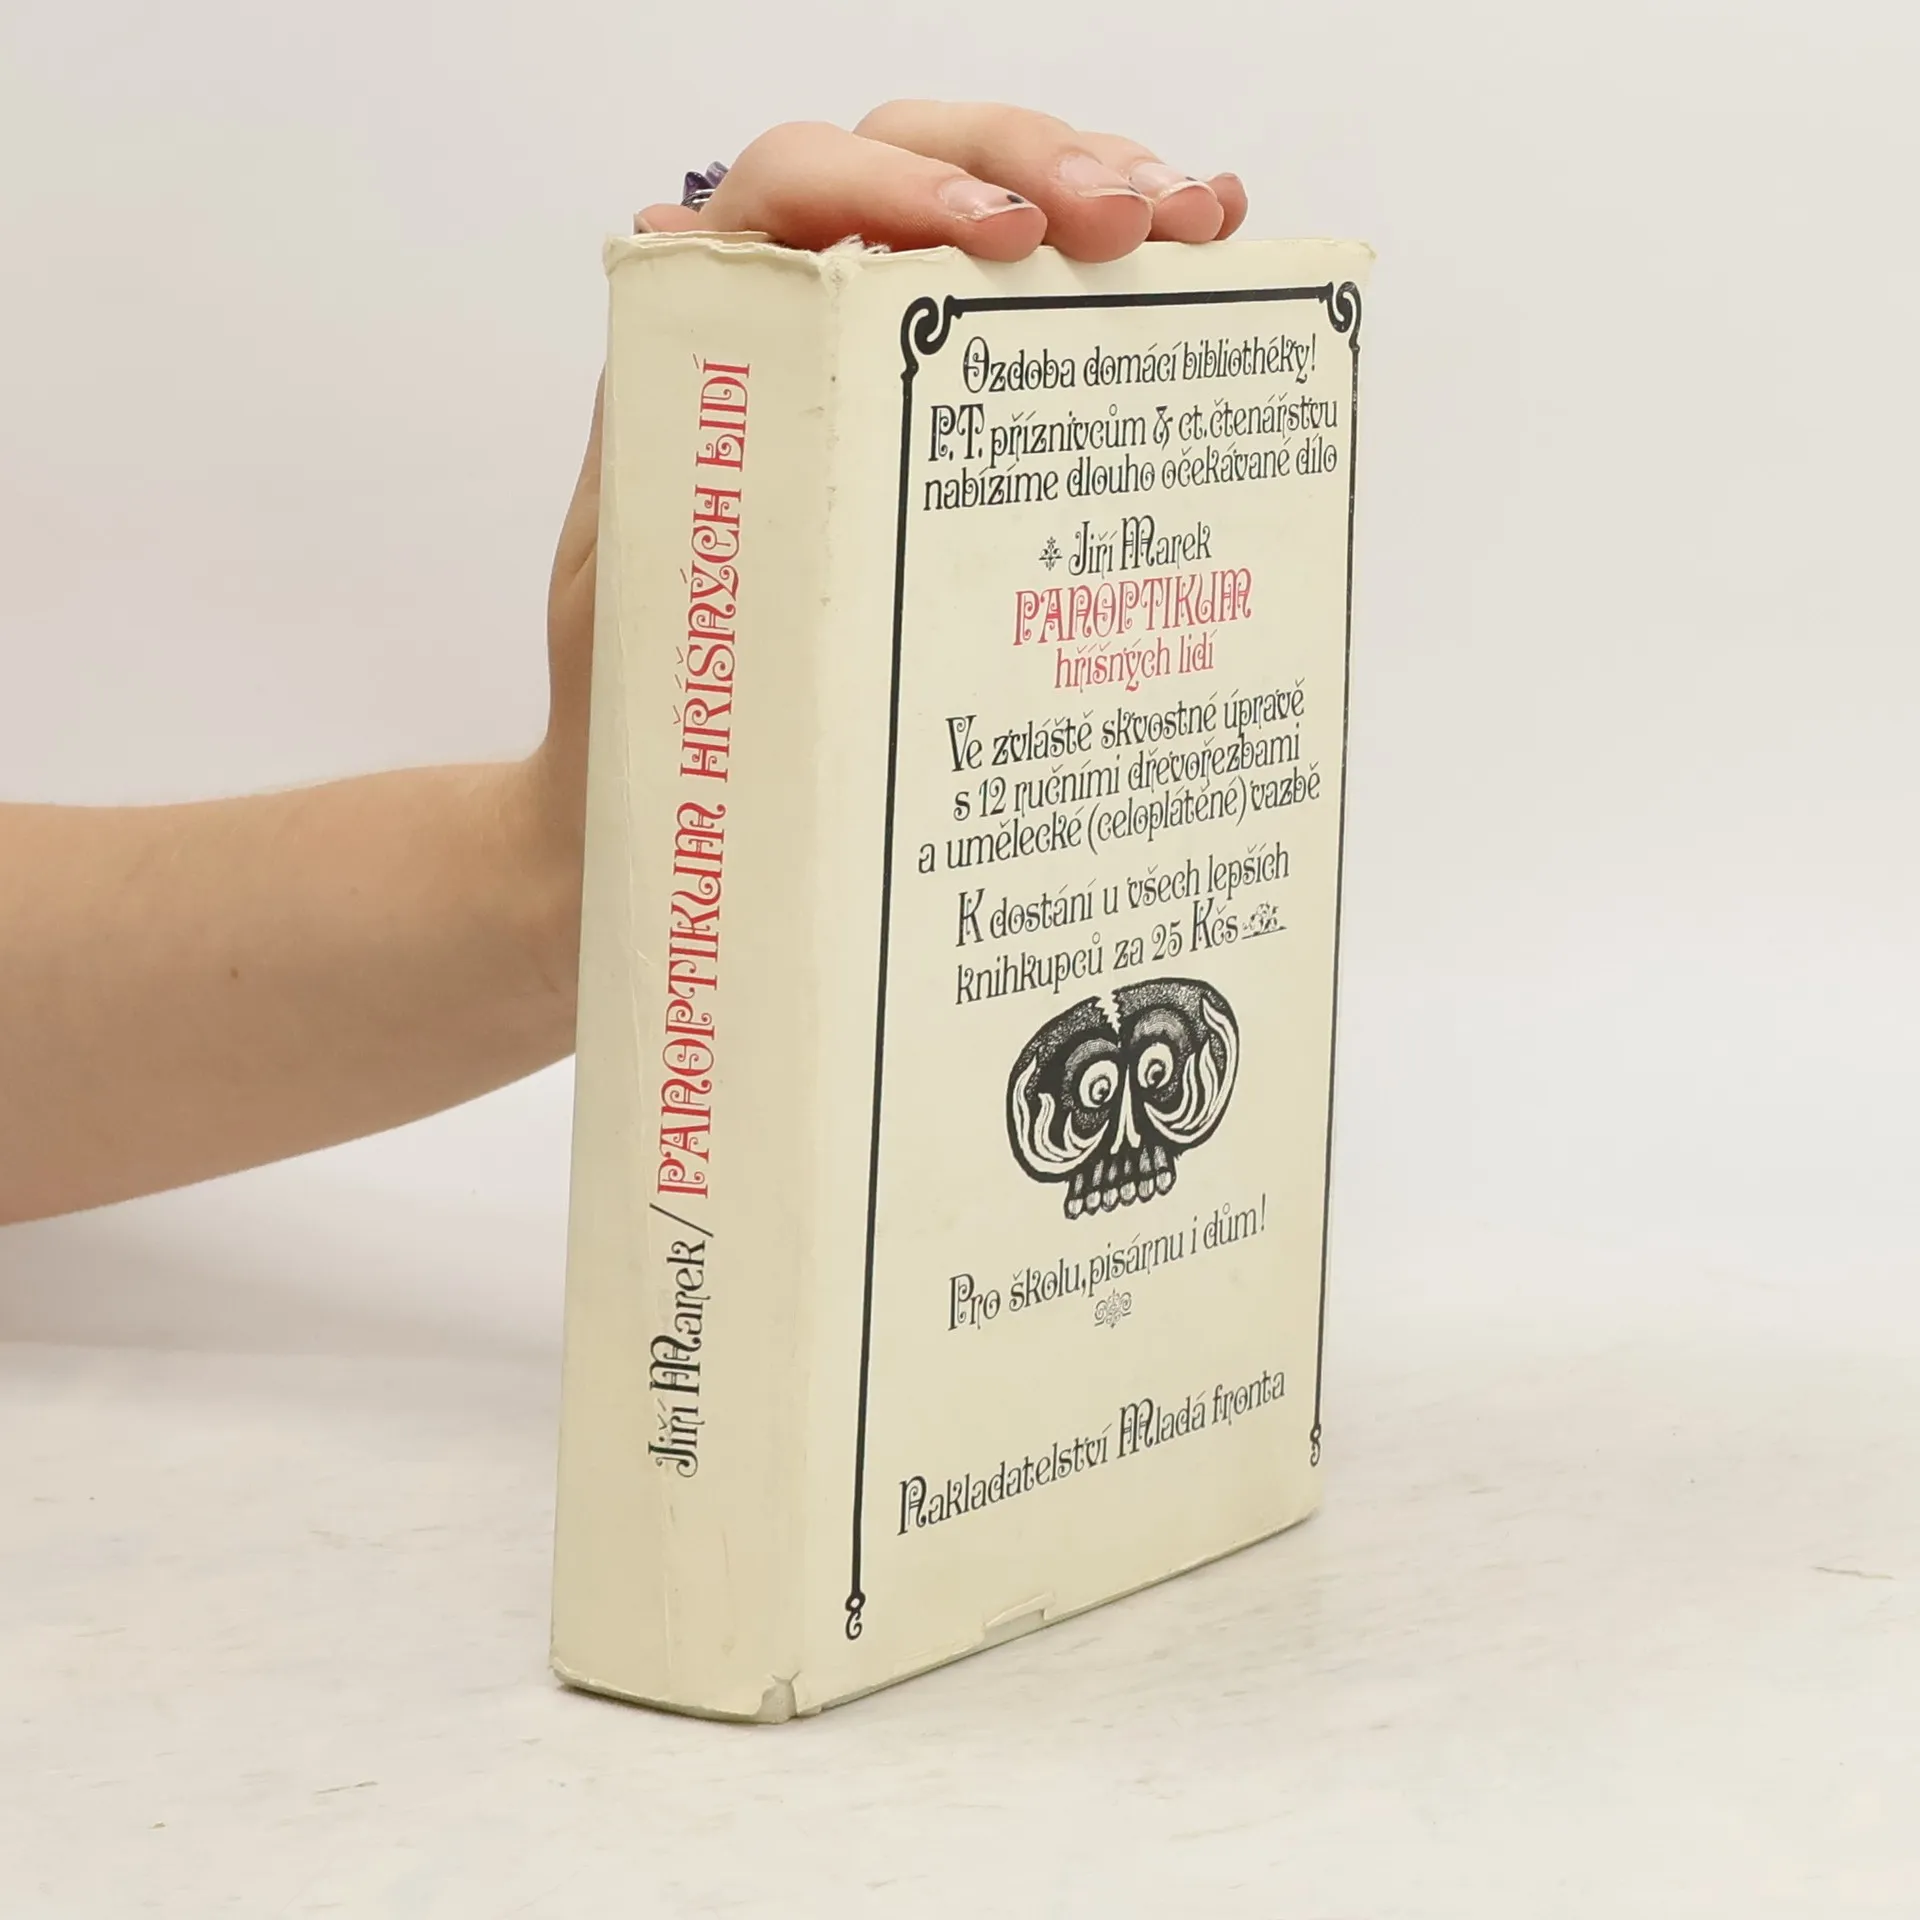 Jiří Marek / PANOPTIKUM HŘÍŠNÝCH LIDÍ
Ozdoba domácí bibliothéky!
P.T. příznivcům & ct. čtenářstvu
nabízíme dlouho očekávané dílo
Jiří Marek
PANOPTIKUM
hříšných lidí
Ve zvláště skvostné úpravě
s 12 ručními dřevořezbami
a umělecké (celoplátěné) vazbě
K dostání u všech lepších
knihkupců za 25 Kčs
Pro školu, pisárnu i dům!
Nakladatelství Mladá fronta